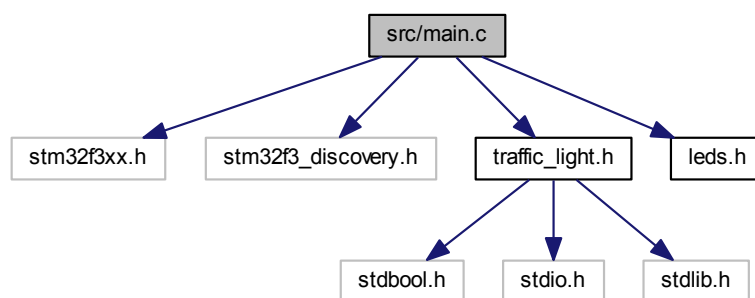 src/main.c
stm32f3xx.h
stm32f3_discovery.h
traffic_light.h
leds.h
stdbool.h
stdio.h
stdlib.h